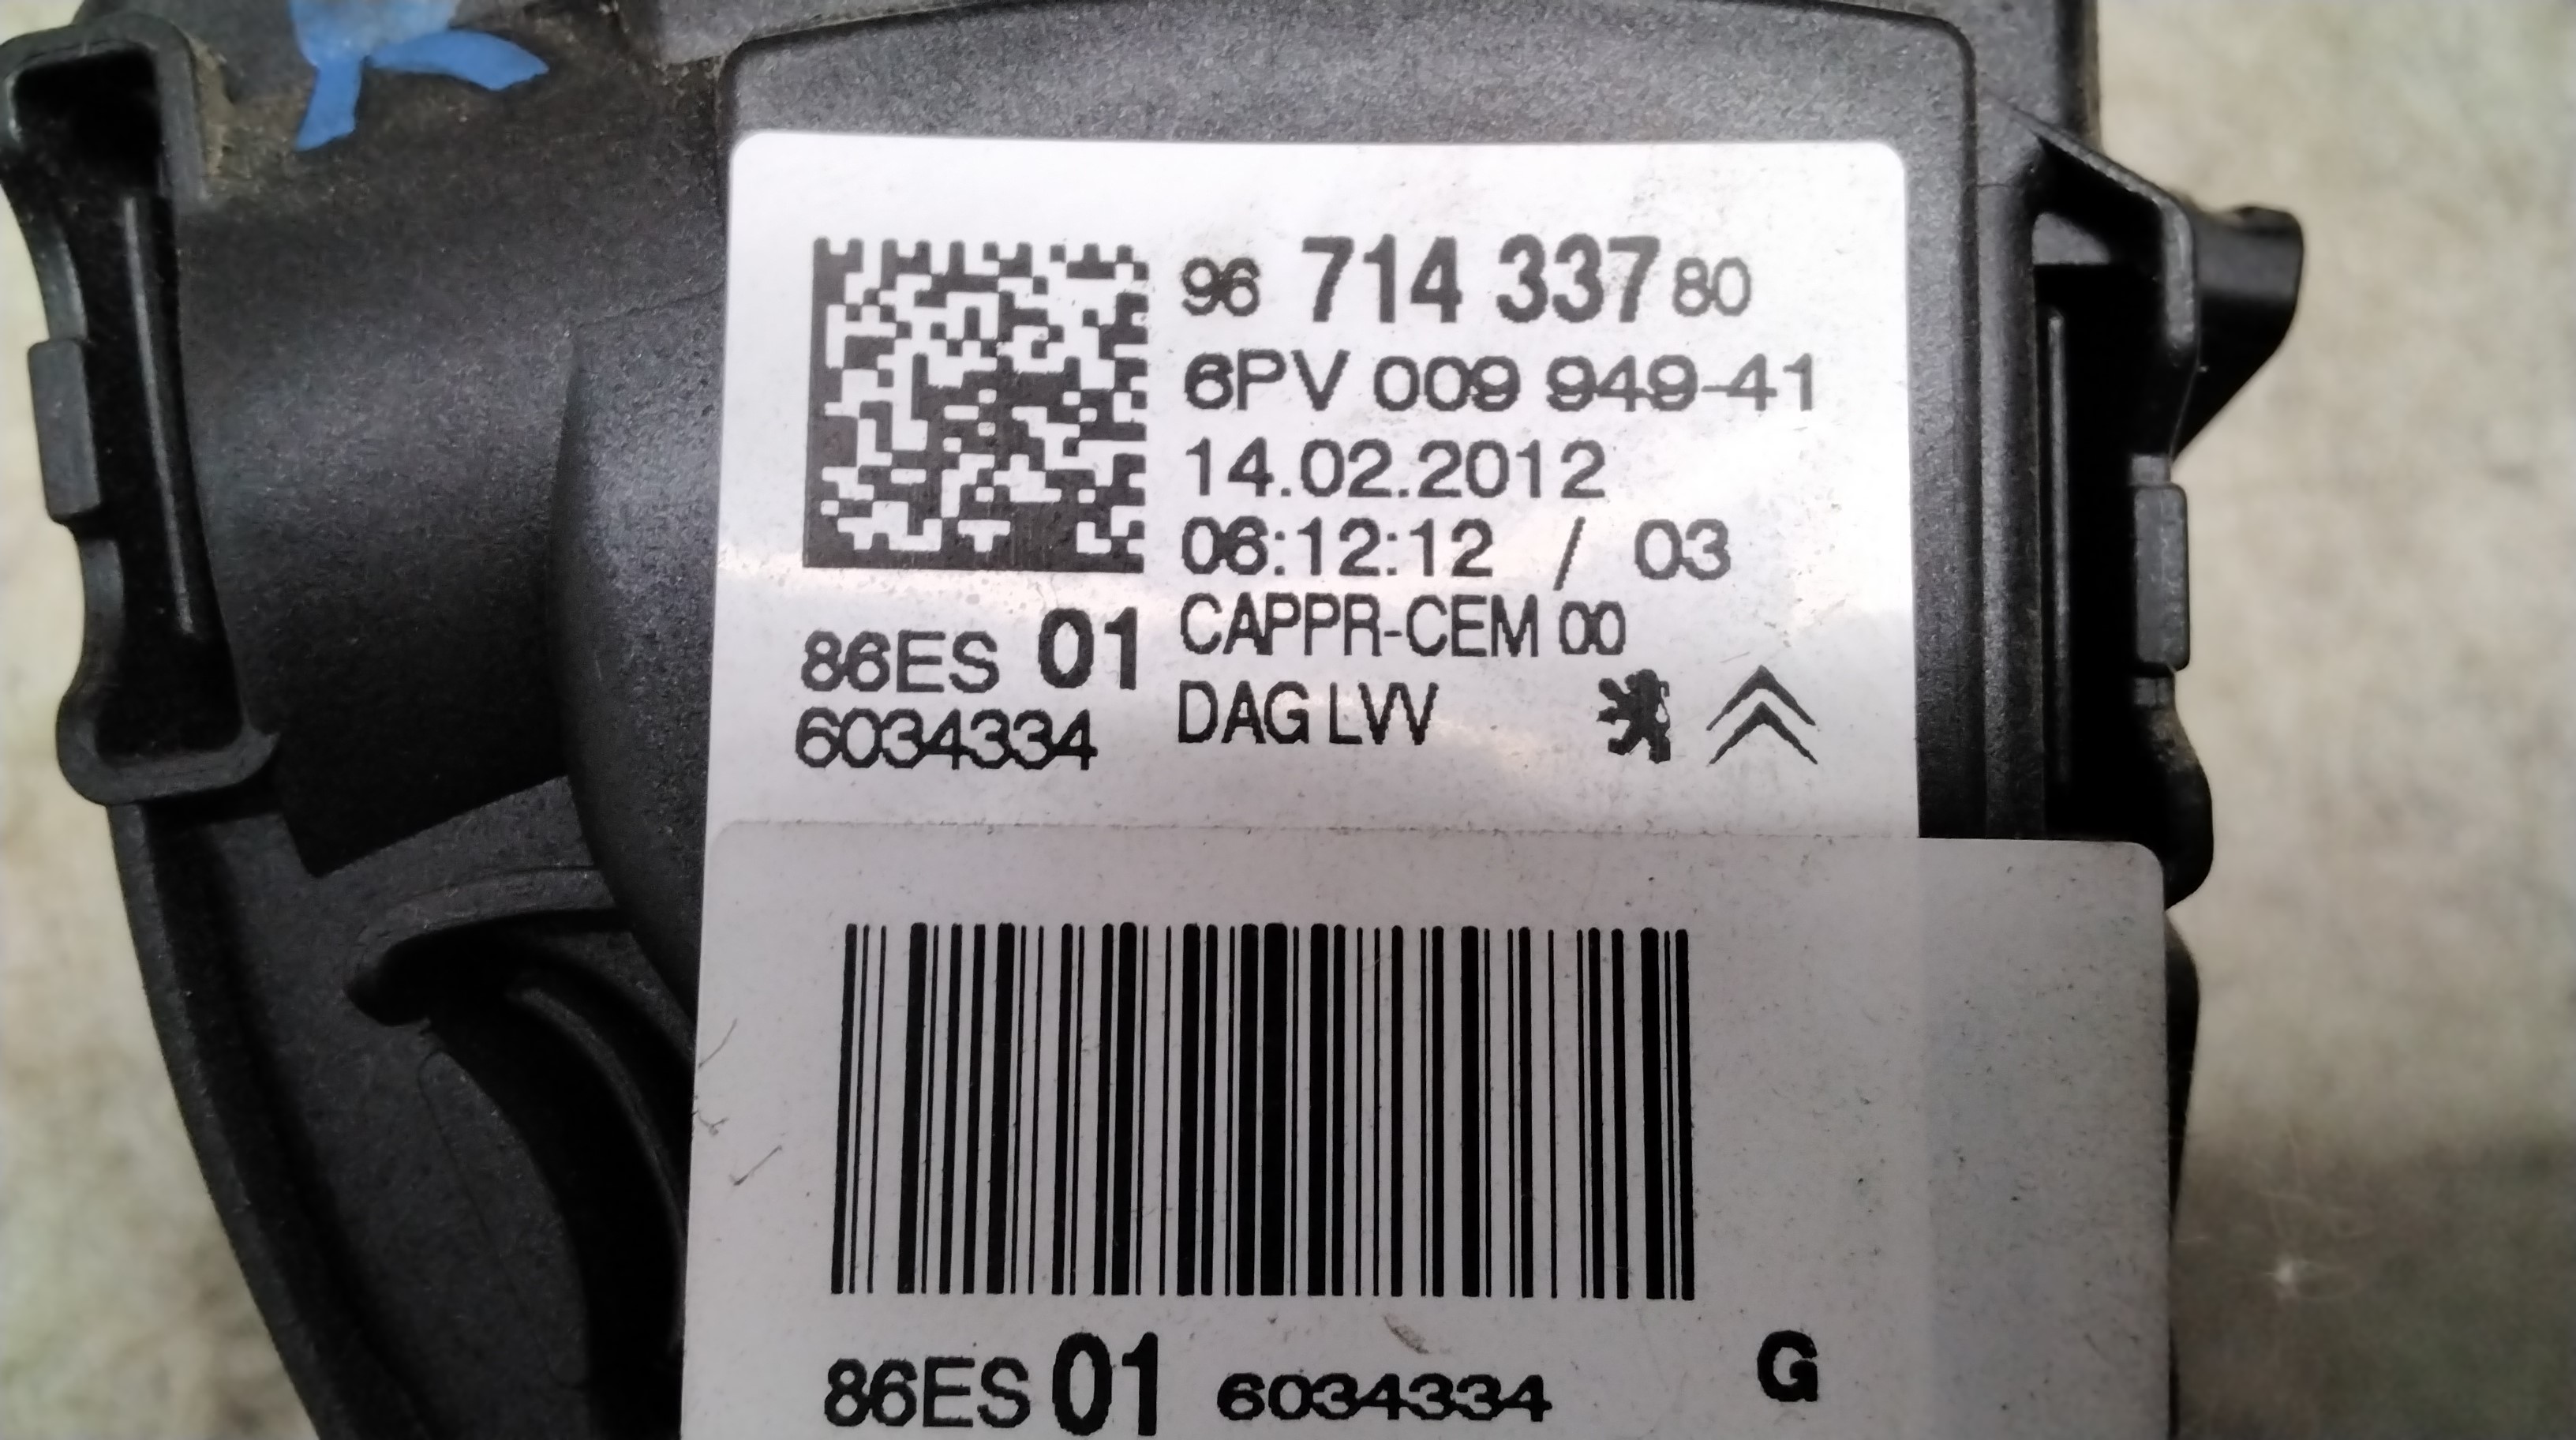 96 714 337 80
6PV 009 949-41
14.02.2012
06:12:12 / 03
CAPPR-CEM 00
DAG LVV
86ES 01
6034334
86ES 01 6034334 G